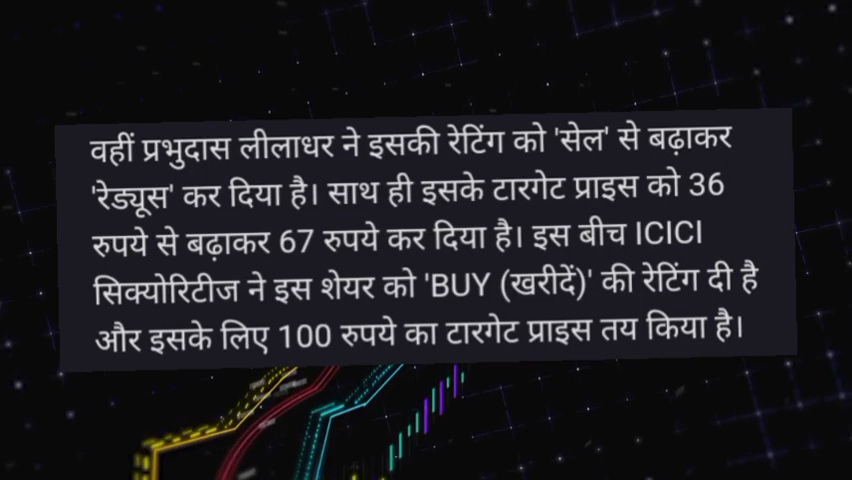 वहीं प्रभुदास लीलाधर ने इसकी रेटिंग को 'सेल' से बढ़ाकर
'रेड्यूस' कर दिया है। साथ ही इसके टारगेट प्राइस को 36
रुपये से बढ़ाकर 67 रुपये कर दिया है। इस बीच ICICI
सिक्योरिटीज ने इस शेयर को 'BUY (खरीदें)' की रेटिंग दी है
और इसके लिए 100 रुपये का टारगेट प्राइस तय किया है।